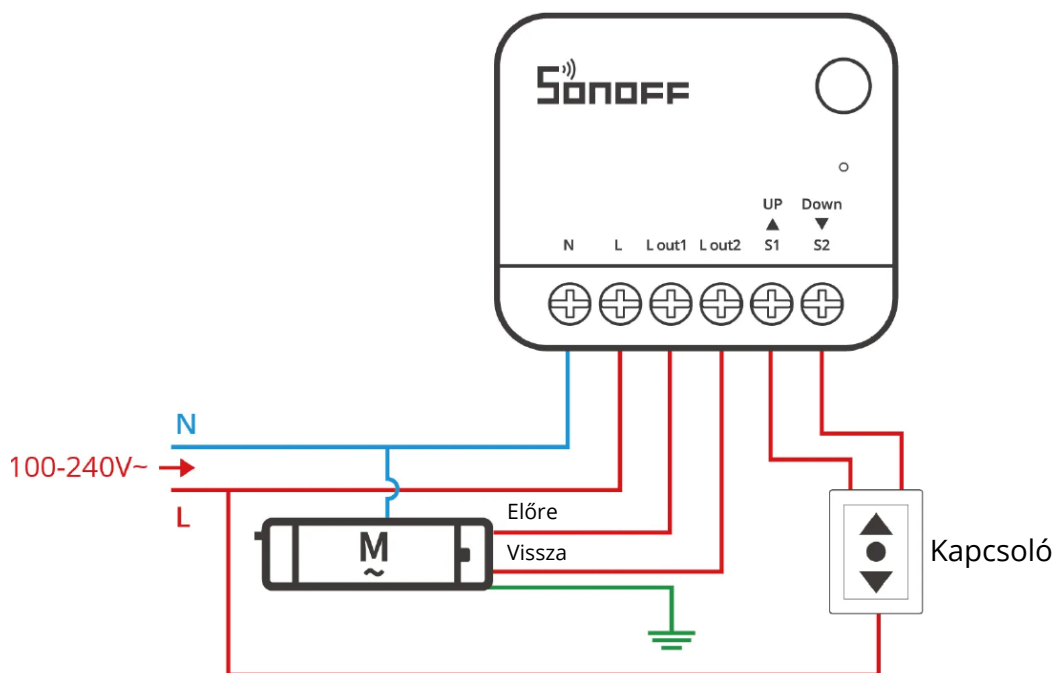 SONOFF
UP Down
N L L out1 L out2 S1 S2
N
100-240V~
L
Előre
M
~
Vissza
Kapcsoló